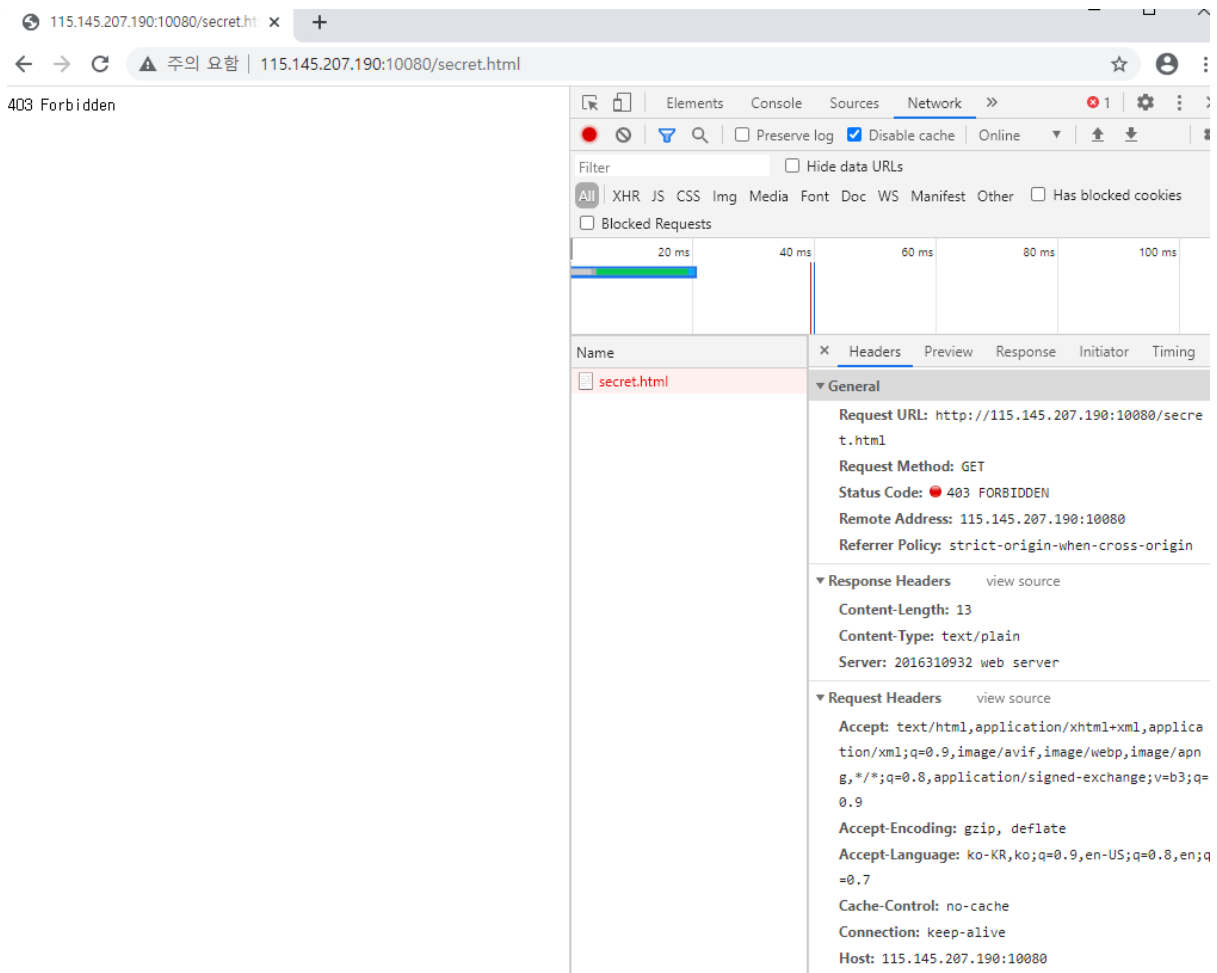 115.145.207.190:10080/secret.ht
주의 요함 | 115.145.207.190:10080/secret.html
403 Forbidden
Elements Console Sources Network » 1
Preserve log Disable cache Online
Filter Hide data URLs
All XHR JS CSS Img Media Font Doc WS Manifest Other Has blocked cookies
Blocked Requests
20 ms 40 ms 60 ms 80 ms 100 ms
Name
secret.html
× Headers Preview Response Initiator Timing
General
Request URL: http://115.145.207.190:10080/secre
t.html
Request Method: GET
Status Code: 403 FORBIDDEN
Remote Address: 115.145.207.190:10080
Referrer Policy: strict-origin-when-cross-origin
Response Headers view source
Content-Length: 13
Content-Type: text/plain
Server: 2016310932 web server
Request Headers view source
Accept: text/html,application/xhtml+xml,applica
tion/xml;q=0.9,image/avif,image/webp,image/apn
g,*/*;q=0.8,application/signed-exchange;v=b3;q=
0.9
Accept-Encoding: gzip, deflate
Accept-Language: ko-KR,ko;q=0.9,en-US;q=0.8,en;q
=0.7
Cache-Control: no-cache
Connection: keep-alive
Host: 115.145.207.190:10080